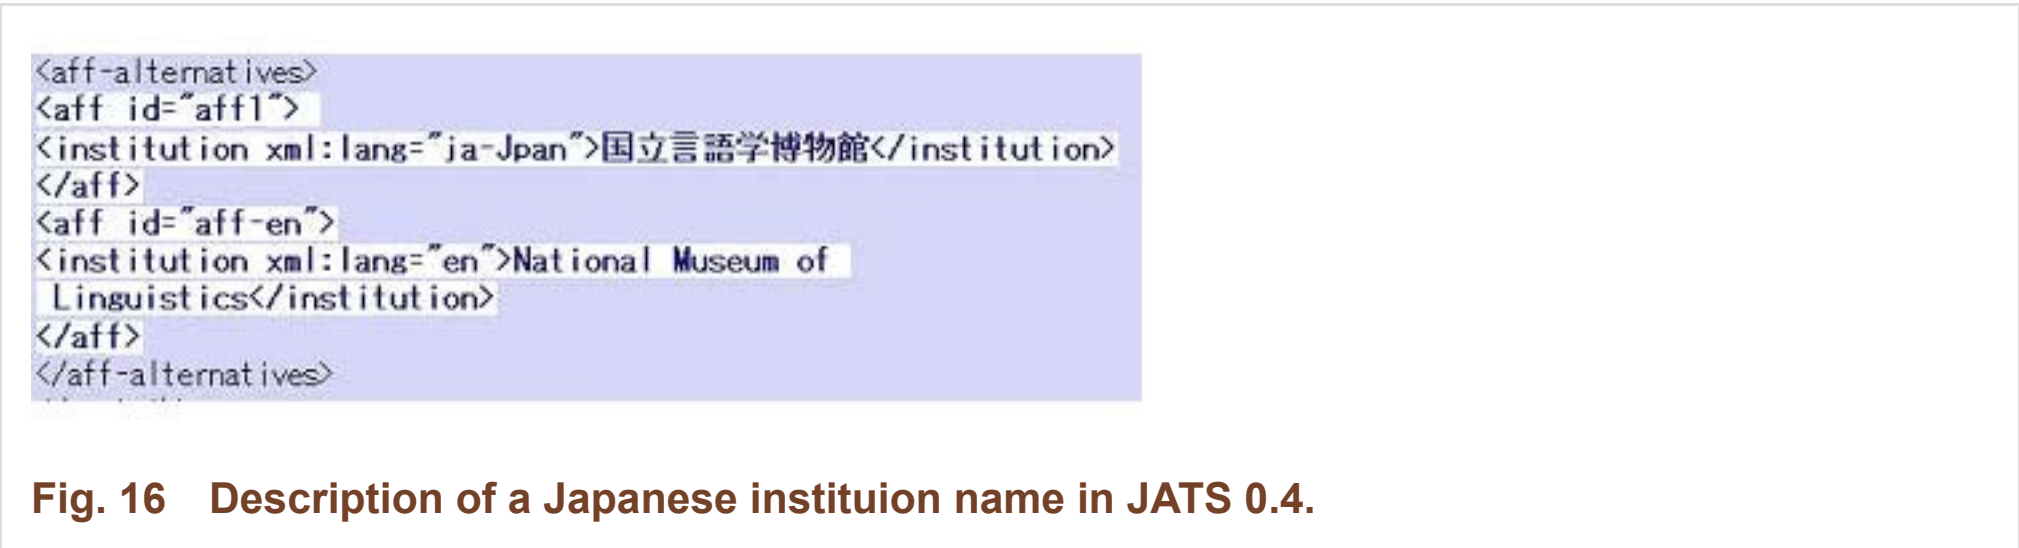 <aff-alternatives>
<aff id="aff1">
<institution xml:lang="ja-Jpan">国立言語学博物館</institution>
</aff>
<aff id="aff-en">
<institution xml:lang="en">National Museum of
Linguistics</institution>
</aff>
</aff-alternatives>
Fig. 16 Description of a Japanese instituion name in JATS 0.4.